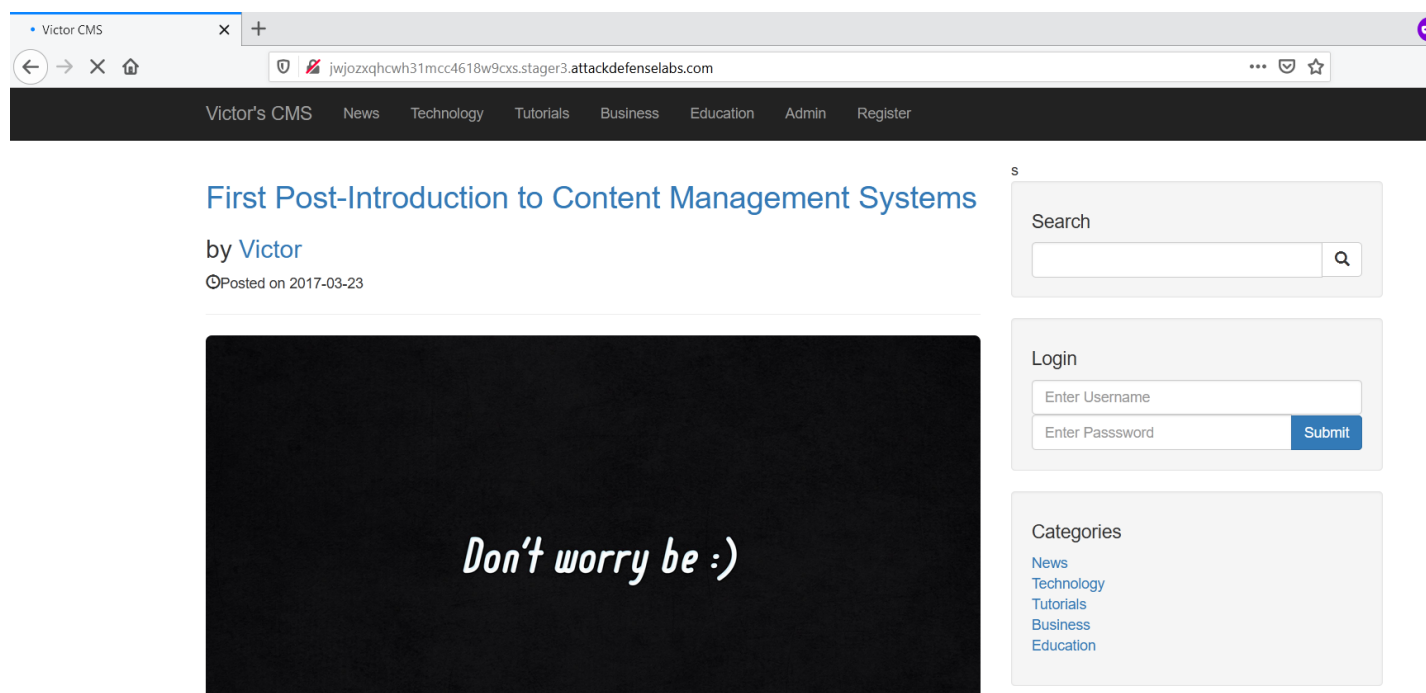 Victor CMS
jwjozxqhcwh31mcc4618w9cxs.stager3.attackdefenselabs.com
Victor's CMS News Technology Tutorials Business Education Admin Register
First Post-Introduction to Content Management Systems
by Victor
Posted on 2017-03-23
Don't worry be :)
s
Search
Login
Enter Username
Enter Passsword Submit
Categories
News
Technology
Tutorials
Business
Education